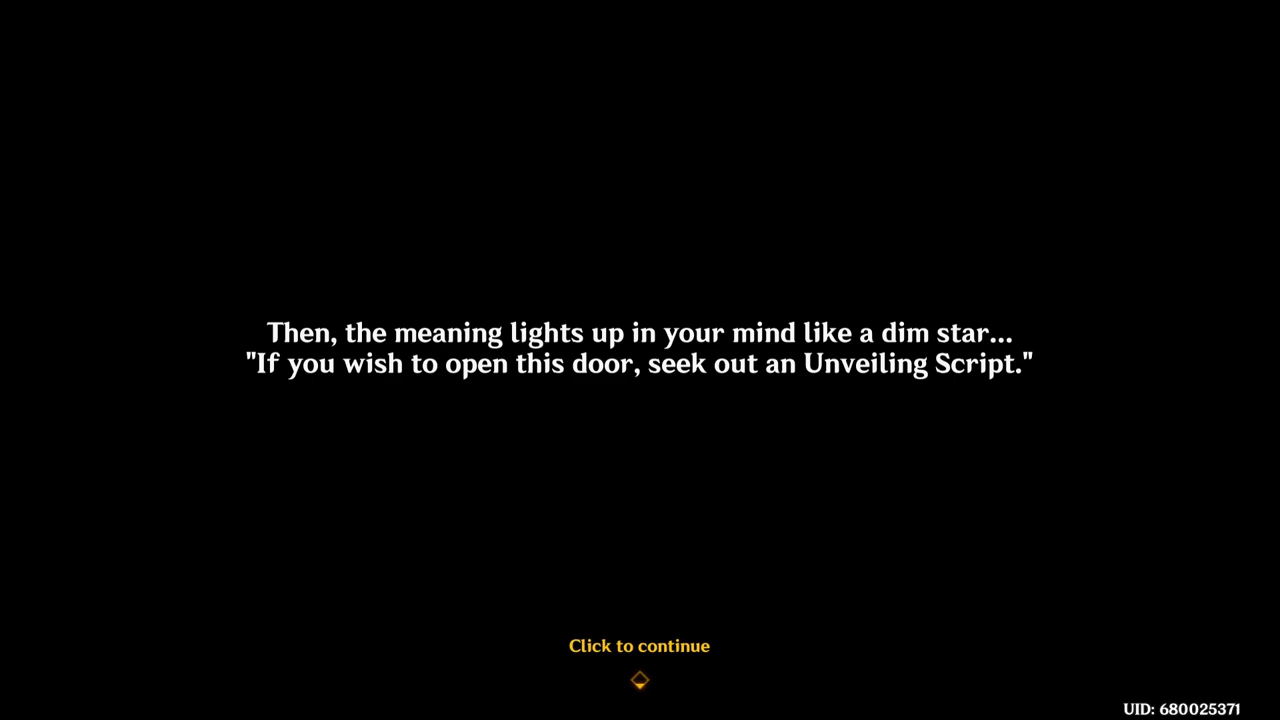 Then, the meaning lights up in your mind like a dim star...
"If you wish to open this door, seek out an Unveiling Script."
Click to continue
UID: 680025371